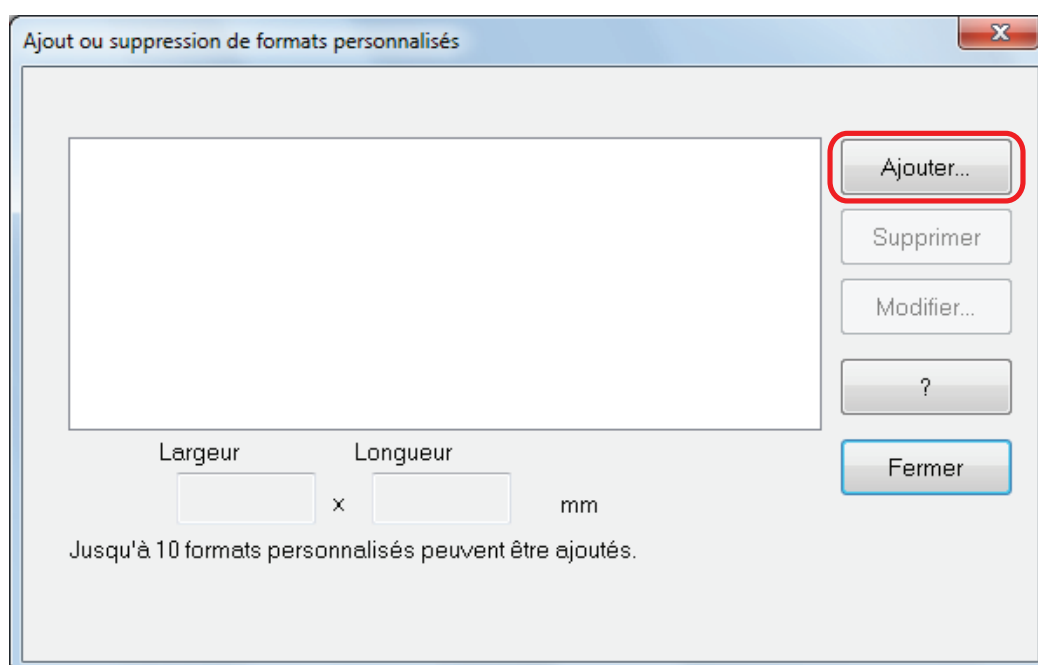 Ajout ou suppression de formats personnalisés
x
Ajouter...
Supprimer
Modifier...
?
Fermer
Largeur Longueur
x mm
Jusqu'à 10 formats personnalisés peuvent être ajoutés.